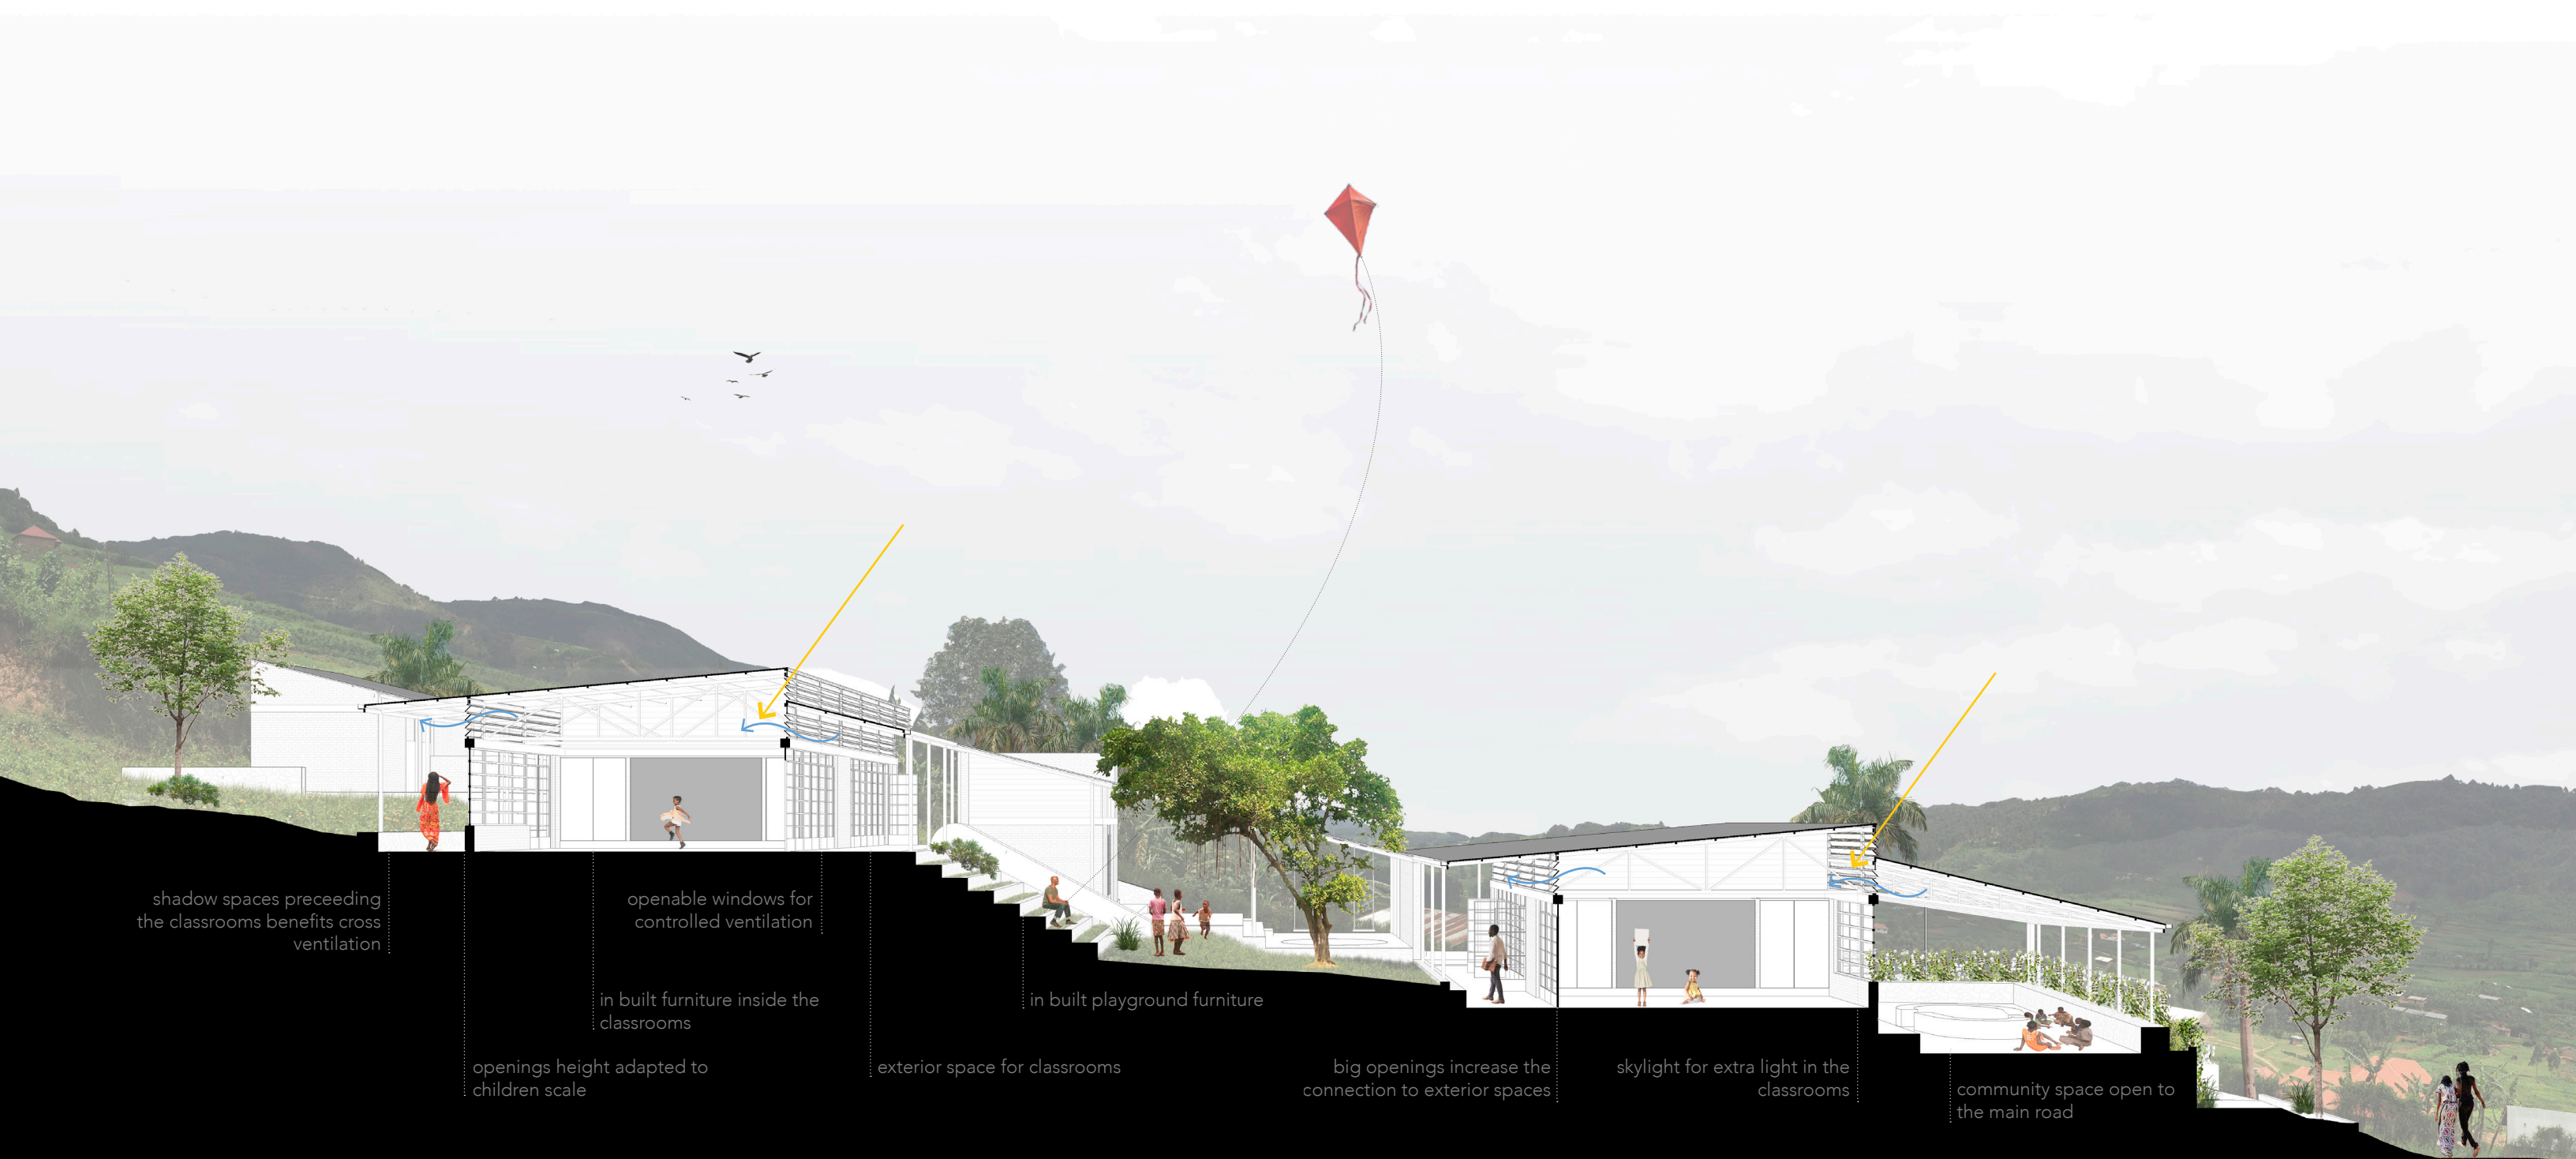 shadow spaces preceeding
the classrooms benefits cross
ventilation
openings height adapted to
children scale
in built furniture inside the
classrooms
openable windows for
controlled ventilation
exterior space for classrooms
in built playground furniture
big openings increase the
connection to exterior spaces
skylight for extra light in the
classrooms
community space open to
the main road